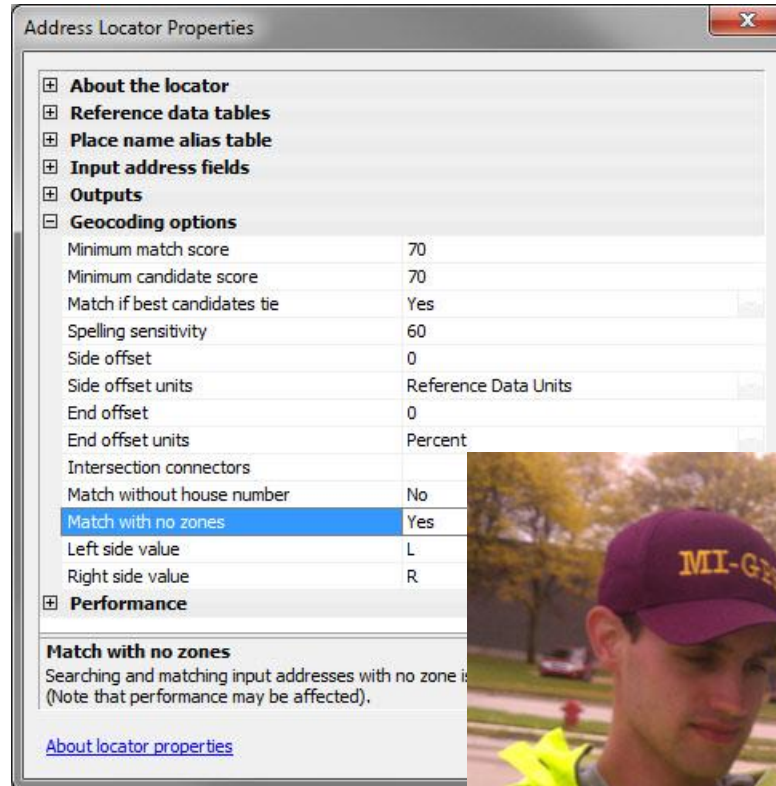 Address Locator Properties
About the locator
Reference data tables
Place name alias table
Input address fields
Outputs
Geocoding options
Minimum match score 70
Minimum candidate score 70
Match if best candidates tie Yes
Spelling sensitivity 60
Side offset 0
Side offset units Reference Data Units
End offset 0
End offset units Percent
Intersection connectors
Match without house number No
Match with no zones Yes
Left side value L
Right side value R
Performance
Match with no zones
Searching and matching input addresses with no zone
(Note that performance may be affected).
About locator properties